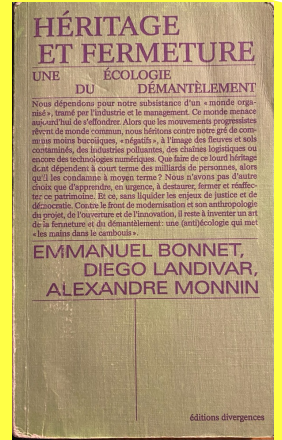 HÉRITAGE
ET FERMETURE
UNE ÉCOLOGIE
DU DÉMANTÈLEMENT
Nous dépendons pour notre subsistance d'un « monde orga-
nisé », tramé par l'industrie et le management. Ce monde menace
aujourd'hui de s'effondrer. Alors que les mouvements progressistes
rêvent de monde commun, nous héritons contre notre gré de com-
muns moins bucoliques, « négatifs », à l'image des fleuves et sols
contaminés, des industries polluantes, des chaînes logistiques ou
encore des technologies numériques. Que faire de ce lourd héritage
dont dépendent à court terme des milliards de personnes, alors
qu'il les condamne à moyen terme ? Nous n'avons pas d'autre
choix que d'apprendre, en urgence, à destaurer, fermer et réaffec-
ter ce patrimoine. Et ce, sans liquider les enjeux de justice et de
démocratie. Contre le front de modernisation et son anthropologie
du projet, de l'ouverture et de l'innovation, il reste à inventer un art
de la fermeture et du démantèlement : une (anti)écologie qui met
« les mains dans le cambouis ».
EMMANUEL BONNET,
DIEGO LANDIVAR,
ALEXANDRE MONNIN
éditions divergences